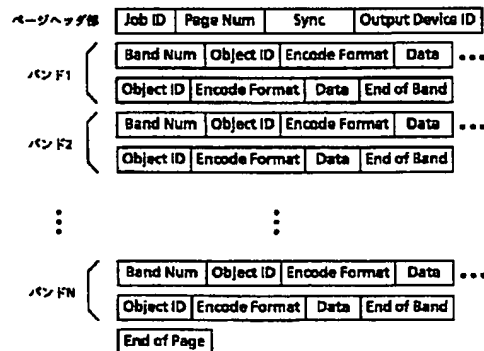 ページヘッダ部 Job ID Page Num Sync Output Device ID
バンド1
Band Num Object ID Encode Format Data •••
Object ID Encode Format Data End of Band
バンド2
Band Num Object ID Encode Format Data •••
Object ID Encode Format Data End of Band
バンドN
Band Num Object ID Encode Format Data •••
Object ID Encode Format Data End of Band
End of Page